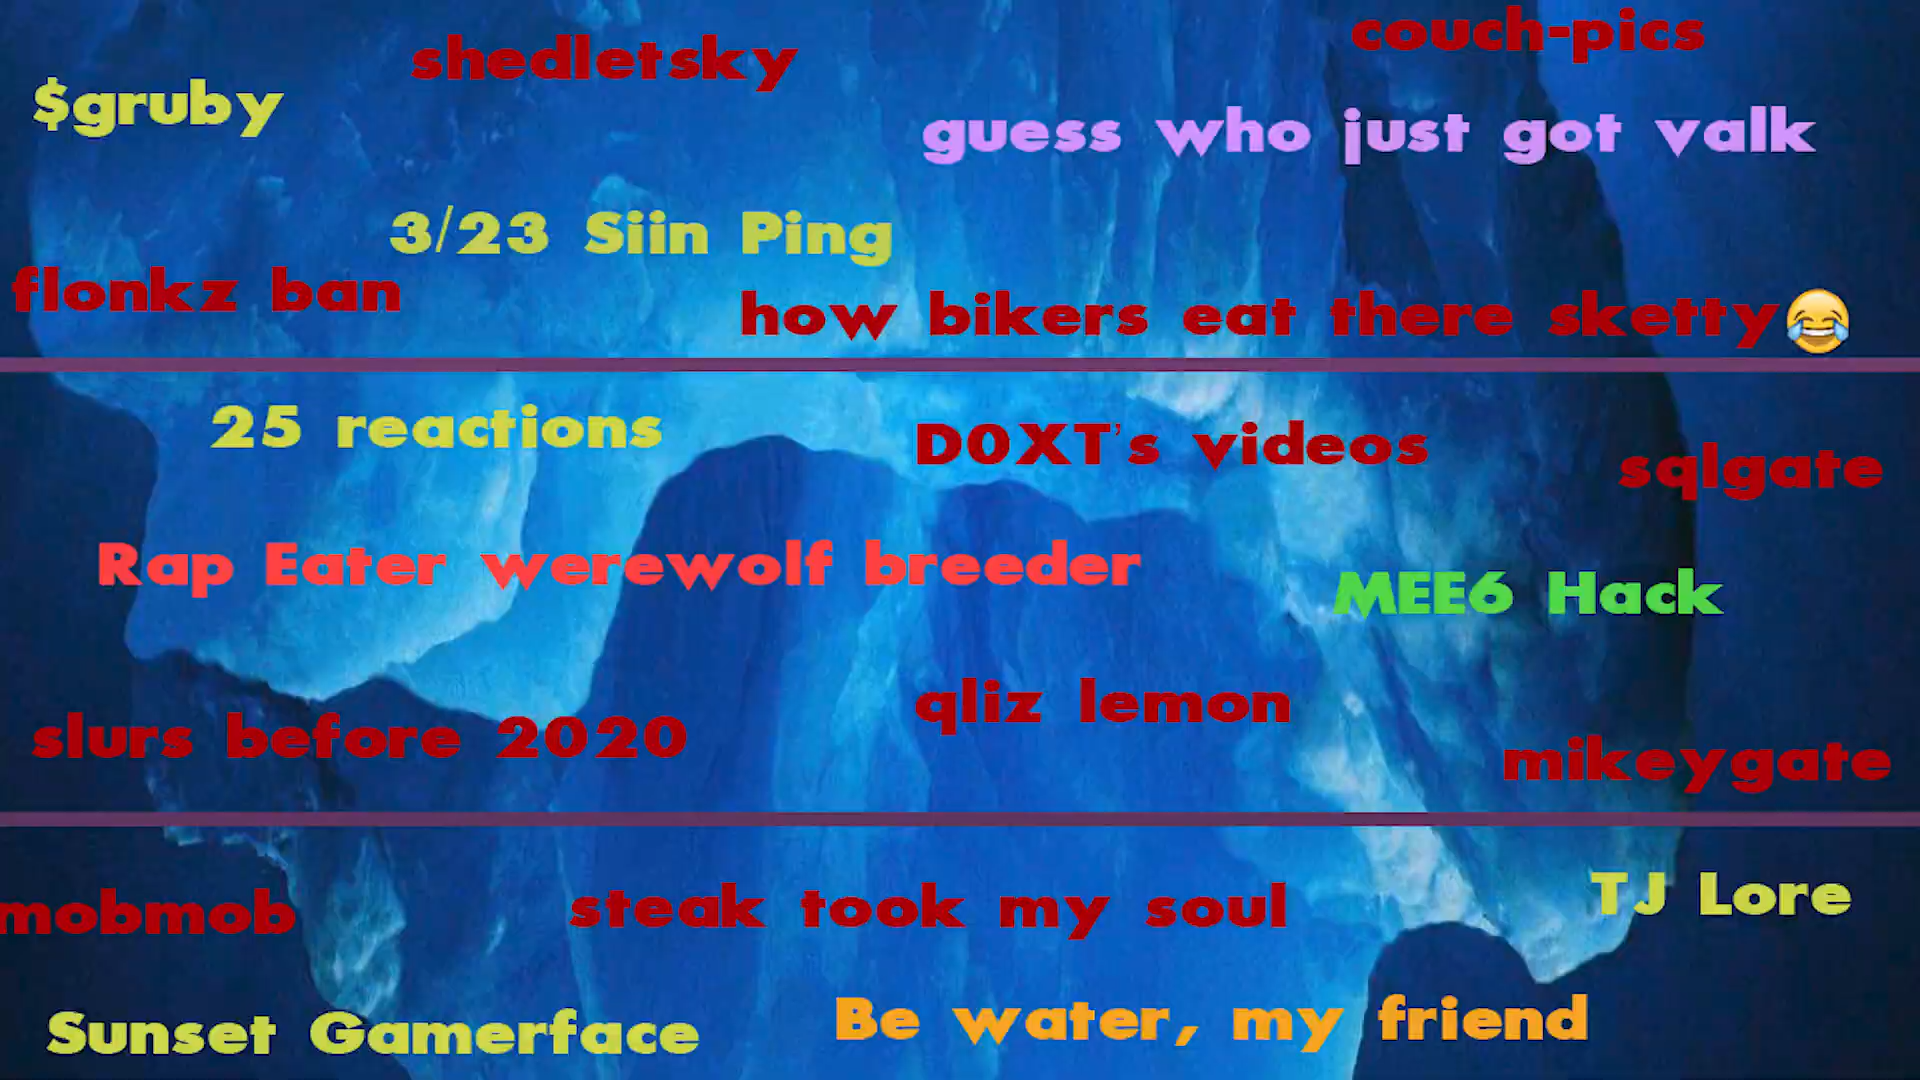 couch-pics
shedletsky
$gruby
guess who just got valk
3/23 Siin Ping
flonkz ban
how bikers eat there sketty😂
25 reactions
D0XT's videos
sqlgate
Rap Eater werewolf breeder
MEE6 Hack
qliz lemon
slurs before 2020
mikeygate
TJ Lore
mobmob
steak took my soul
Be water, my friend
Sunset Gamerface